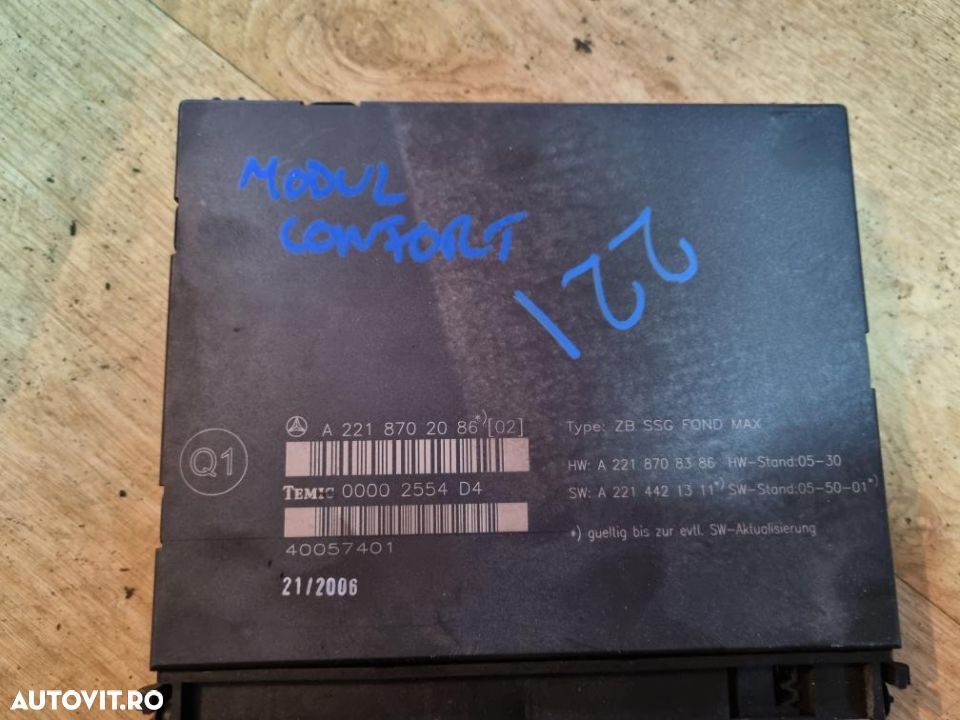 MODUL
CONFORT
221
A 221 870 20 86*)[02]
Type: ZB SSG FOND MAX
Q1
HW: A 221 870 83 86 HW-Stand:05-30
TEMIC 0000 2554 D4
SW: A 221 442 13 11*) SW-Stand:05-50-01*)
*) gueltig bis zur evtl. SW-Aktualisierung
40057401
21/2006
AUTOVIT.RO